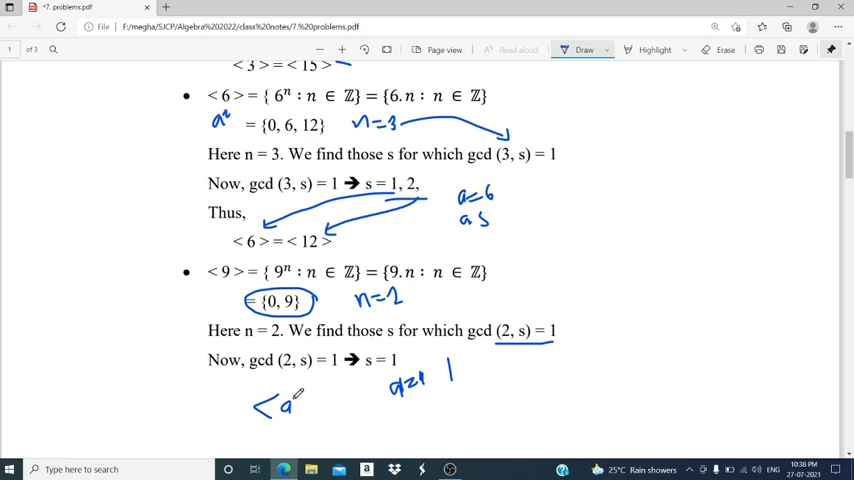 *7. problems.pdf
File | F:/megha/SJCP/Algebra%202022/class%20notes/7.%20problems.pdf
1 of 3
Page view
Read aloud
Draw
Highlight
Erase
< 3 > = < 15 >
• < 6 > = { 6ⁿ : n ∈ ℤ} = {6. n : n ∈ ℤ}
aⁿ = {0, 6, 12} n=3
Here n = 3. We find those s for which gcd (3, s) = 1
Now, gcd (3, s) = 1 ➔ s = 1, 2,
a=6
Thus,
a s
< 6 > = < 12 >
• < 9 > = { 9ⁿ : n ∈ ℤ} = {9. n : n ∈ ℤ}
= {0, 9} n=2
Here n = 2. We find those s for which gcd (2, s) = 1
Now, gcd (2, s) = 1 ➔ s = 1
<a
Type here to search
25°C Rain showers
ENG
10:38 PM
27-07-2021